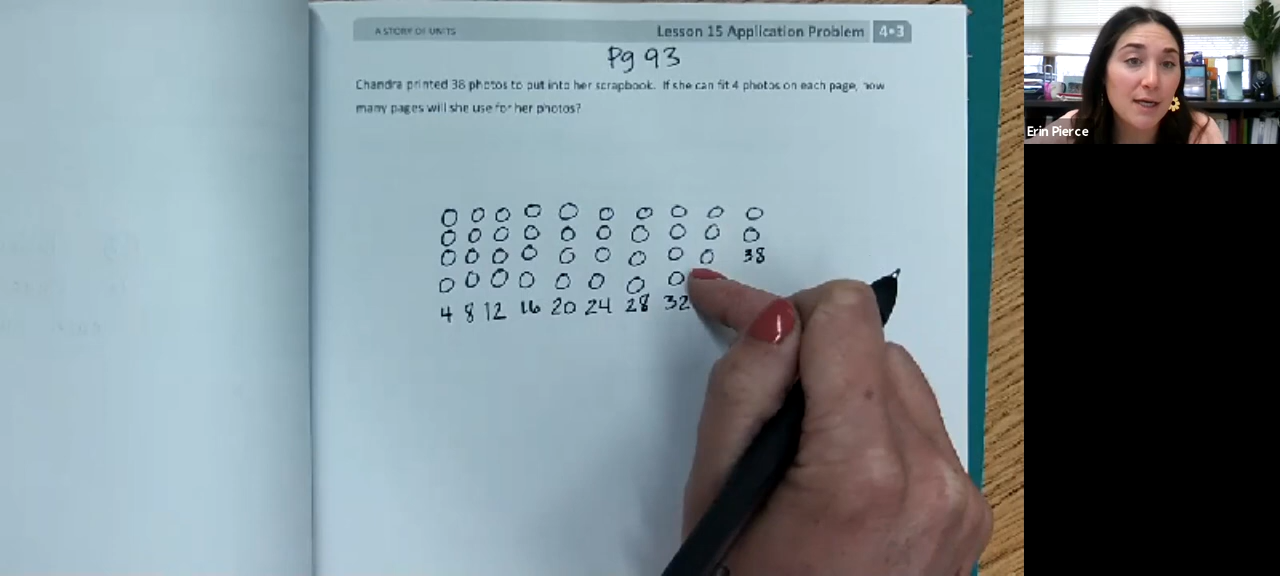 A STORY OF UNITS
Lesson 15 Application Problem 4•3
Pg 93
Chandra printed 38 photos to put into her scrapbook. If she can fit 4 photos on each page, how
many pages will she use for her photos?
38
4 8 12 16 20 24 28 32
Erin Pierce